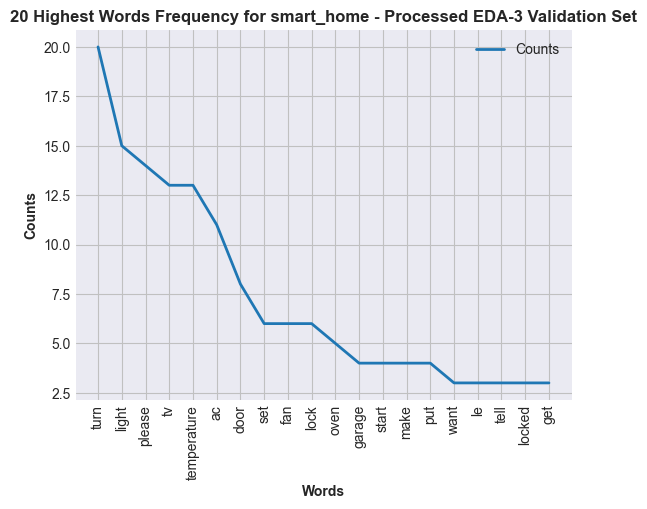 20 Highest Words Frequency for smart_home - Processed EDA-3 Validation Set
Counts
20.0
17.5
15.0
12.5
10.0
7.5
5.0
2.5
Counts
turn
light
please
tv
temperature
ac
door
set
fan
lock
oven
garage
start
make
put
want
le
tell
locked
get
Words